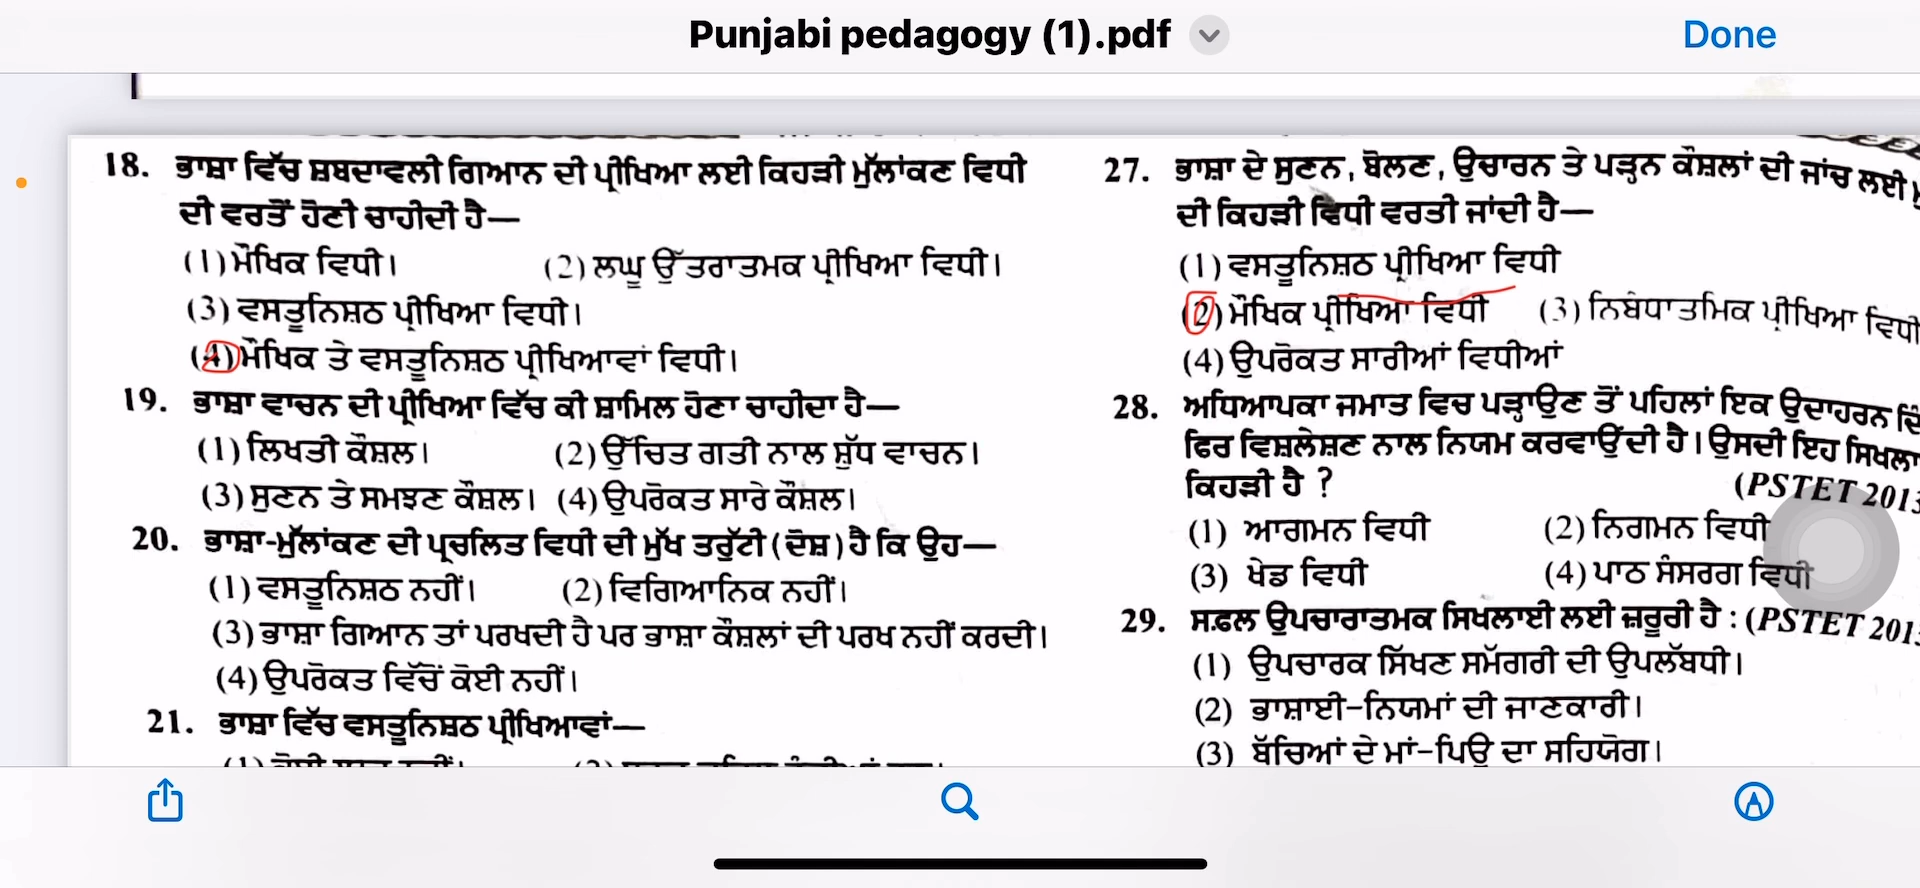 Punjabi pedagogy (1).pdf
Done
18. ਭਾਸ਼ਾ ਵਿੱਚ ਸ਼ਬਦਾਵਲੀ ਗਿਆਨ ਦੀ ਪ੍ਰੀਖਿਆ ਲਈ ਕਿਹੜੀ ਮੁੱਲਾਂਕਣ ਵਿਧੀ
ਦੀ ਵਰਤੋਂ ਹੋਣੀ ਚਾਹੀਦੀ ਹੈ—
(1) ਮੌਖਿਕ ਵਿਧੀ। (2) ਲਘੂ ਉੱਤਰਾਤਮਕ ਪ੍ਰੀਖਿਆ ਵਿਧੀ।
(3) ਵਸਤੂਨਿਸ਼ਠ ਪ੍ਰੀਖਿਆ ਵਿਧੀ।
(4) ਮੌਖਿਕ ਤੇ ਵਸਤੂਨਿਸ਼ਠ ਪ੍ਰੀਖਿਆਵਾਂ ਵਿਧੀ।
19. ਭਾਸ਼ਾ ਵਾਚਨ ਦੀ ਪ੍ਰੀਖਿਆ ਵਿੱਚ ਕੀ ਸ਼ਾਮਿਲ ਹੋਣਾ ਚਾਹੀਦਾ ਹੈ—
(1) ਲਿਖਤੀ ਕੌਸ਼ਲ। (2) ਉੱਚਿਤ ਗਤੀ ਨਾਲ ਸ਼ੁੱਧ ਵਾਚਨ।
(3) ਸੁਣਨ ਤੇ ਸਮਝਣ ਕੌਸ਼ਲ। (4) ਉਪਰੋਕਤ ਸਾਰੇ ਕੌਸ਼ਲ।
20. ਭਾਸ਼ਾ-ਮੁੱਲਾਂਕਣ ਦੀ ਪ੍ਰਚਲਿਤ ਵਿਧੀ ਦੀ ਮੁੱਖ ਤਰੁੱਟੀ (ਦੋਸ਼) ਹੈ ਕਿ ਉਹ—
(1) ਵਸਤੂਨਿਸ਼ਠ ਨਹੀਂ। (2) ਵਿਗਿਆਨਿਕ ਨਹੀਂ।
(3) ਭਾਸ਼ਾ ਗਿਆਨ ਤਾਂ ਪਰਖਦੀ ਹੈ ਪਰ ਭਾਸ਼ਾ ਕੌਸ਼ਲਾਂ ਦੀ ਪਰਖ ਨਹੀਂ ਕਰਦੀ।
(4) ਉਪਰੋਕਤ ਵਿੱਚੋਂ ਕੋਈ ਨਹੀਂ।
21. ਭਾਸ਼ਾ ਵਿੱਚ ਵਸਤੂਨਿਸ਼ਠ ਪ੍ਰੀਖਿਆਵਾਂ—
27. ਭਾਸ਼ਾ ਦੇ ਸੁਣਨ, ਬੋਲਣ, ਉਚਾਰਨ ਤੇ ਪੜ੍ਹਨ ਕੌਸ਼ਲਾਂ ਦੀ ਜਾਂਚ ਲਈ
ਦੀ ਕਿਹੜੀ ਵਿਧੀ ਵਰਤੀ ਜਾਂਦੀ ਹੈ—
(1) ਵਸਤੂਨਿਸ਼ਠ ਪ੍ਰੀਖਿਆ ਵਿਧੀ
(2) ਮੌਖਿਕ ਪ੍ਰੀਖਿਆ ਵਿਧੀ (3) ਨਿਬੰਧਾਤਮਿਕ ਪ੍ਰੀਖਿਆ ਵਿਧੀ
(4) ਉਪਰੋਕਤ ਸਾਰੀਆਂ ਵਿਧੀਆਂ
28. ਅਧਿਆਪਕਾ ਜਮਾਤ ਵਿਚ ਪੜ੍ਹਾਉਣ ਤੋਂ ਪਹਿਲਾਂ ਇਕ ਉਦਾਹਰਨ
ਫਿਰ ਵਿਸ਼ਲੇਸ਼ਣ ਨਾਲ ਨਿਯਮ ਕਰਵਾਉਂਦੀ ਹੈ। ਉਸਦੀ ਇਹ
ਕਿਹੜੀ ਹੈ ? (PSTET 2013
(1) ਆਗਮਨ ਵਿਧੀ (2) ਨਿਗਮਨ ਵਿਧੀ
(3) ਖੇਡ ਵਿਧੀ (4) ਪਾਠ ਸੰਸਰਗ ਵਿਧੀ
29. ਸਫ਼ਲ ਉਪਚਾਰਾਤਮਕ ਸਿਖਲਾਈ ਲਈ ਜ਼ਰੂਰੀ ਹੈ : (PSTET 201
(1) ਉਪਚਾਰਕ ਸਿੱਖਣ ਸਮੱਗਰੀ ਦੀ ਉਪਲੱਬਧੀ।
(2) ਭਾਸ਼ਾਈ-ਨਿਯਮਾਂ ਦੀ ਜਾਣਕਾਰੀ।
(3) ਬੱਚਿਆਂ ਦੇ ਮਾਂ-ਪਿਉ ਦਾ ਸਹਿਯੋਗ।